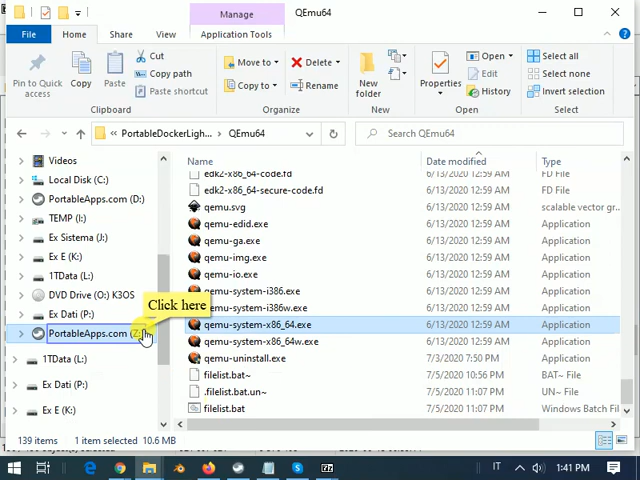 Manage
QEmu64
File
Home
Share
View
Application Tools
Pin to Quick access
Copy
Paste
Cut
Copy path
Paste shortcut
Clipboard
Move to
Copy to
Delete
Rename
Organize
New folder
New
Properties
Open
Edit
History
Open
Select all
Select none
Invert selection
Select
« PortableDockerLigh... > QEmu64
Search QEmu64
Name
Date modified
Type
Videos
Local Disk (C:)
PortableApps.com (D:)
TEMP (I:)
Ex Sistema (J:)
Ex E (K:)
1TData (L:)
DVD Drive (O:) K3OS
Ex Dati (P:)
PortableApps.com (Z:
1TData (L:)
Ex Dati (P:)
Ex E (K:)
Click here
edk2-x86_64-code.fd 6/13/2020 12:59 AM FD File
edk2-x86_64-secure-code.fd 6/13/2020 12:59 AM FD File
qemu.svg 6/13/2020 12:59 AM scalable vector gr...
qemu-edid.exe 6/13/2020 12:59 AM Application
qemu-ga.exe 6/13/2020 12:59 AM Application
qemu-img.exe 6/13/2020 12:59 AM Application
qemu-io.exe 6/13/2020 12:59 AM Application
qemu-system-i386.exe 6/13/2020 12:59 AM Application
qemu-system-i386w.exe 6/13/2020 12:59 AM Application
qemu-system-x86_64.exe 6/13/2020 12:59 AM Application
qemu-system-x86_64w.exe 6/13/2020 12:59 AM Application
qemu-uninstall.exe 7/3/2020 7:50 PM Application
filelist.bat~ 7/5/2020 10:56 PM BAT~ File
.filelist.bat.un~ 7/5/2020 11:07 PM UN~ File
filelist.bat 7/5/2020 11:07 PM Windows Batch File
139 items 1 item selected 10.6 MB
IT
1:41 PM